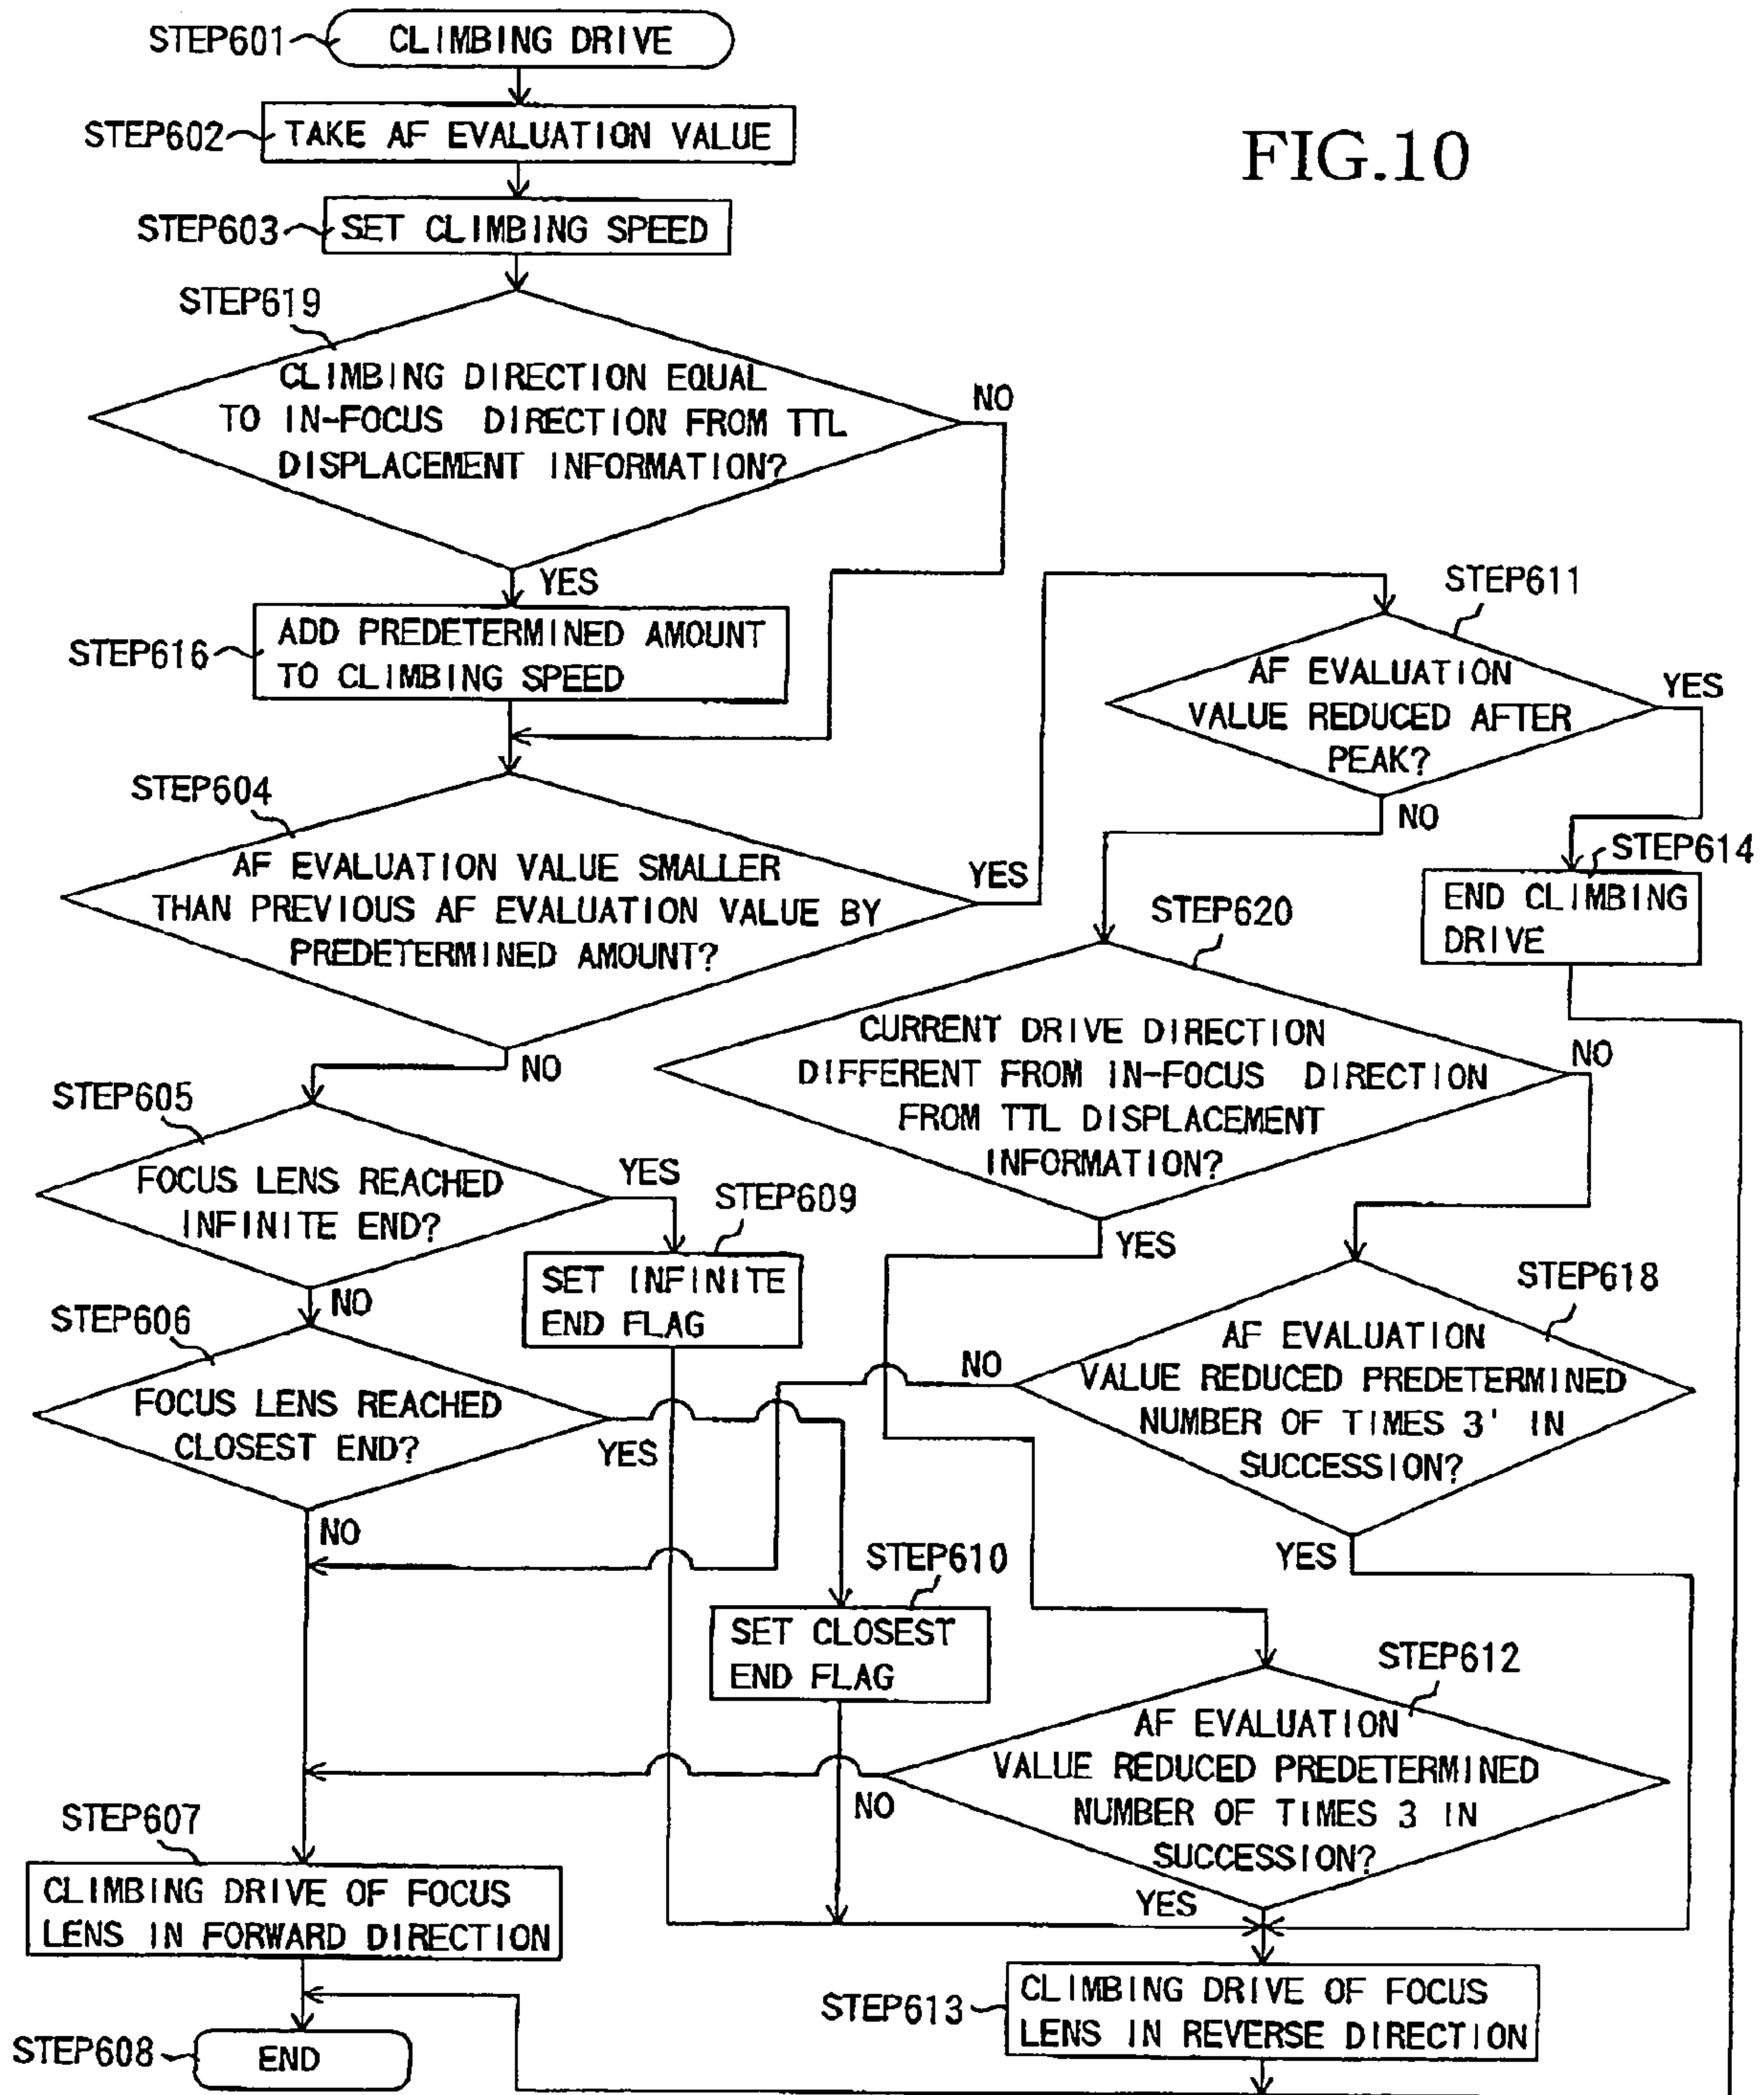 FIG.10
STEP601
CLIMBING DRIVE
STEP602
TAKE AF EVALUATION VALUE
STEP603
SET CLIMBING SPEED
STEP619
CLIMBING DIRECTION EQUAL
TO IN-FOCUS DIRECTION FROM TTL
DISPLACEMENT INFORMATION?
NO
YES
STEP616
ADD PREDETERMINED AMOUNT
TO CLIMBING SPEED
STEP604
AF EVALUATION VALUE SMALLER
THAN PREVIOUS AF EVALUATION VALUE BY
PREDETERMINED AMOUNT?
YES
NO
STEP605
FOCUS LENS REACHED
INFINITE END?
YES
NO
STEP609
SET INFINITE
END FLAG
STEP606
FOCUS LENS REACHED
CLOSEST END?
YES
NO
STEP610
SET CLOSEST
END FLAG
STEP607
CLIMBING DRIVE OF FOCUS
LENS IN FORWARD DIRECTION
STEP608
END
STEP611
AF EVALUATION
VALUE REDUCED AFTER
PEAK?
YES
NO
STEP614
END CLIMBING
DRIVE
STEP620
CURRENT DRIVE DIRECTION
DIFFERENT FROM IN-FOCUS DIRECTION
FROM TTL DISPLACEMENT
INFORMATION?
NO
YES
STEP618
AF EVALUATION
VALUE REDUCED PREDETERMINED
NUMBER OF TIMES 3' IN
SUCCESSION?
NO
YES
STEP612
AF EVALUATION
VALUE REDUCED PREDETERMINED
NUMBER OF TIMES 3 IN
SUCCESSION?
NO
YES
STEP613
CLIMBING DRIVE OF FOCUS
LENS IN REVERSE DIRECTION